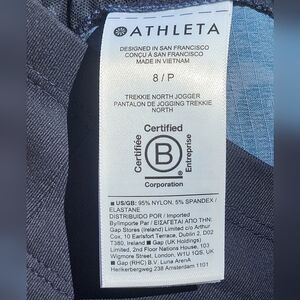 ATHLETA
DESIGNED IN SAN FRANCISCO
CONÇU À SAN FRANCISCO
MADE IN VIETNAM
8 / P
TREKKIE NORTH JOGGER
PANTALON DE JOGGING TREKKIE
NORTH
Certified
Certifiée
B
Entreprise
Corporation
■ US/GB: 95% NYLON, 5% SPANDEX /
ELASTANE
DISTRIBUIDO POR / Imported
By/Importe Par / ΕΙΣΑΓΕΤΑΙ ΑΠΟ ΤΗΝ:
Gap Stores (Ireland) Limited c/o Arthur
Cox, 10 Earlsfort Terrace, Dublin 2, D02
T380, Ireland ■ Gap (UK Holdings)
Limited, 2nd Floor Nations House, 103
Wigmore Street, London, W1U 1QS, UK
■ Gap (RHC) B.V. Luna ArenA
Herikerbergweg 238 Amsterdam 1101